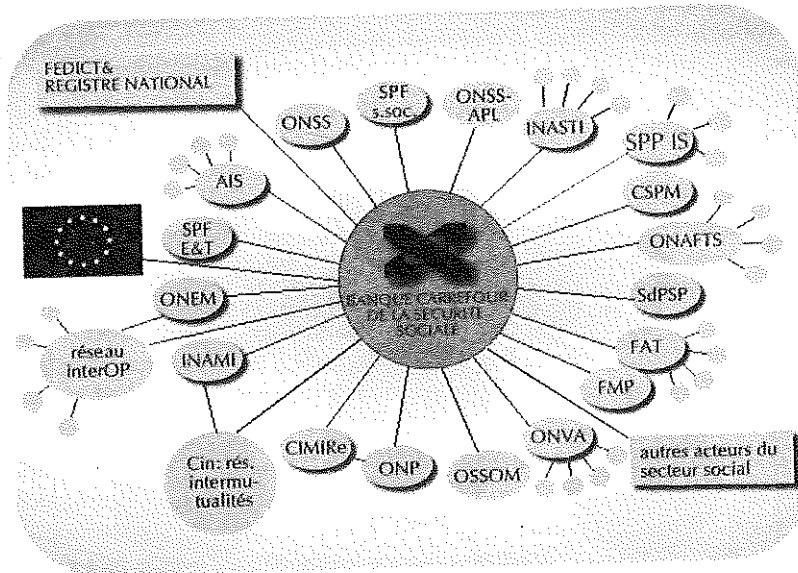 FEDICT&
REGISTRE NATIONAL
ONSS
SPF
S.SOC.
ONSS-
APL
INASTI
SPP IS
AIS
CSPM
SPF
E&T
ONAFTS
ONEM
BANQUE CARREFOUR
DE LA SECURITE
SOCIALE
SdPSP
réseau
interOP
INAMI
FAT
FMP
Cin: rés.
intermu-
tualités
CIMIRe
ONP
OSSOM
ONVA
autres acteurs du
secteur social